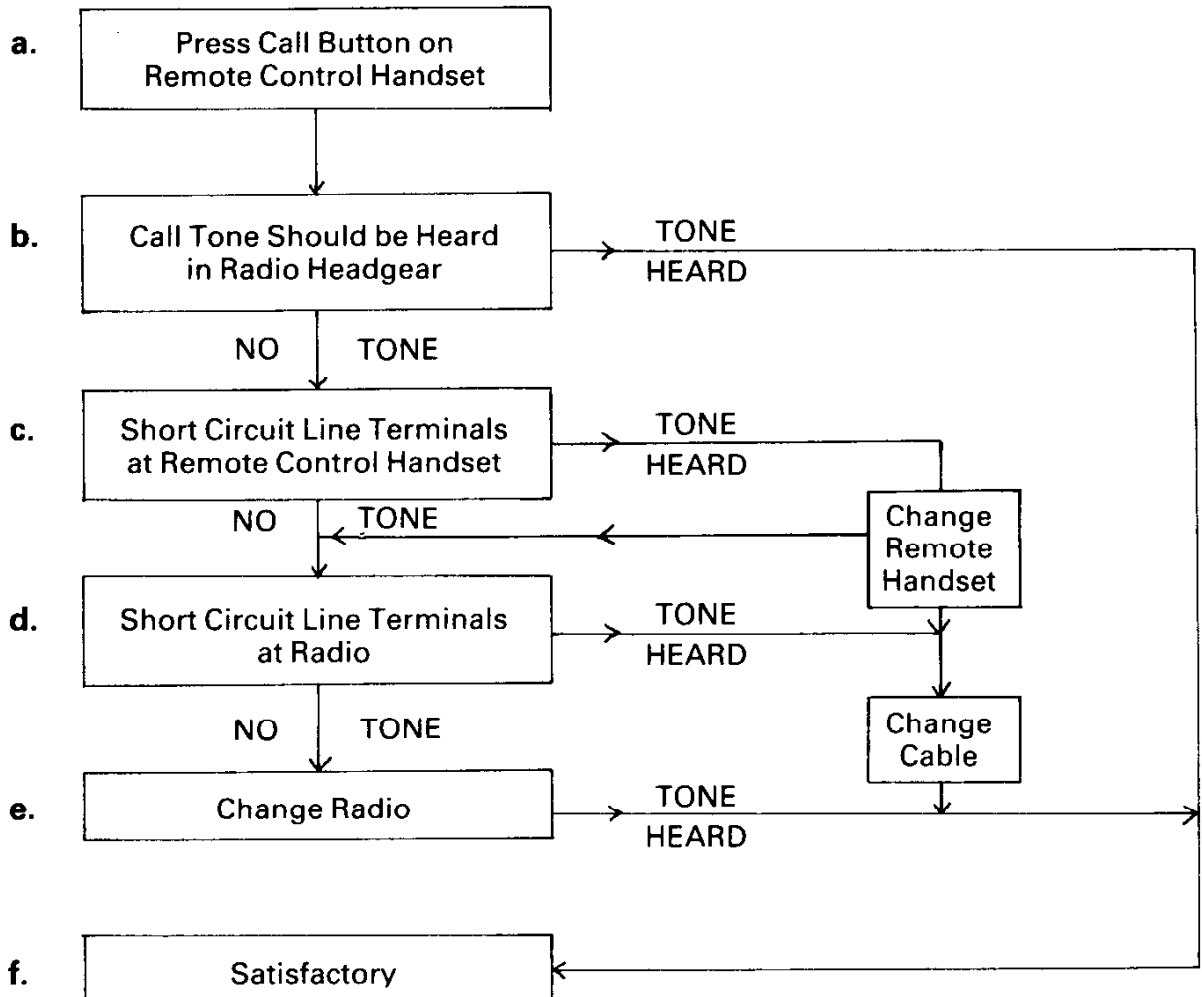 a.
Press Call Button on
Remote Control Handset
b.
Call Tone Should be Heard
in Radio Headgear
TONE
HEARD
NO TONE
c.
Short Circuit Line Terminals
at Remote Control Handset
TONE
HEARD
NO TONE
Change
Remote
Handset
d.
Short Circuit Line Terminals
at Radio
TONE
HEARD
NO TONE
Change
Cable
e.
Change Radio
TONE
HEARD
f.
Satisfactory